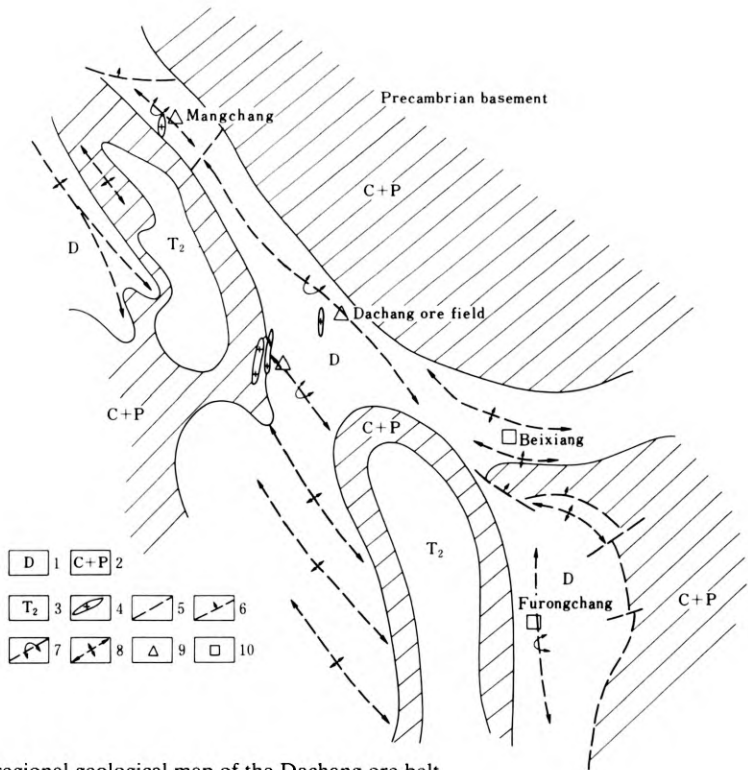 Precambrian basement
Mangchang
C+P
T₂
D
Dachang ore field
D
C+P
C+P
Beixiang
T₂
D
Furongchang
C+P
D 1 C+P 2
T₂ 3 4 5 6
7 8 9 10
regional geological map of the Dachang ore belt